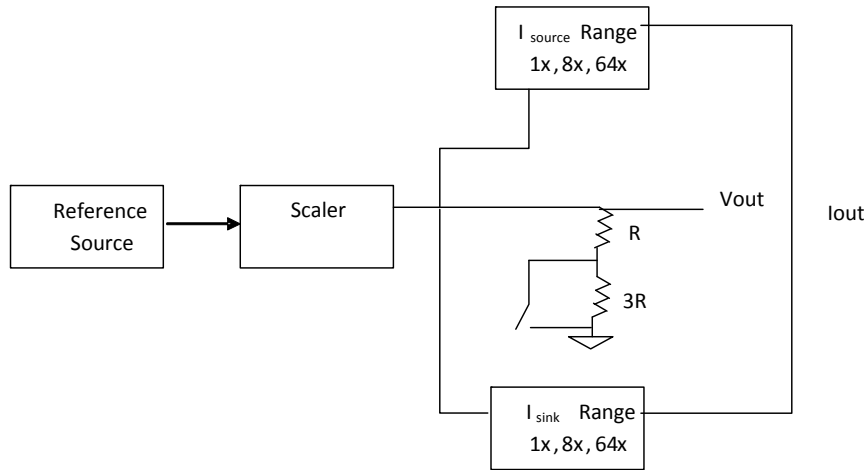 I source Range
1x, 8x, 64x
Reference
Source
Scaler
Vout
Iout
R
3R
I sink Range
1x, 8x, 64x